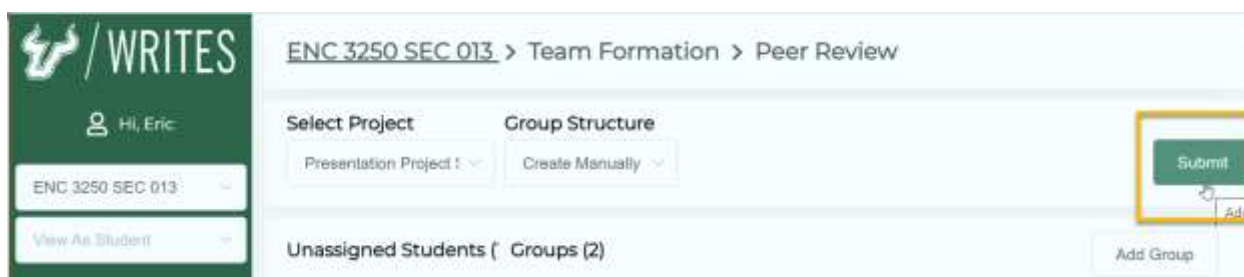 /WRITES
ENC 3250 SEC 013 > Team Formation > Peer Review
Hi, Eric
Select Project Group Structure
Presentation Project Create Manually
Submit
ENC 3250 SEC 013
View As Student
Unassigned Students ( Groups (2)
Add Group